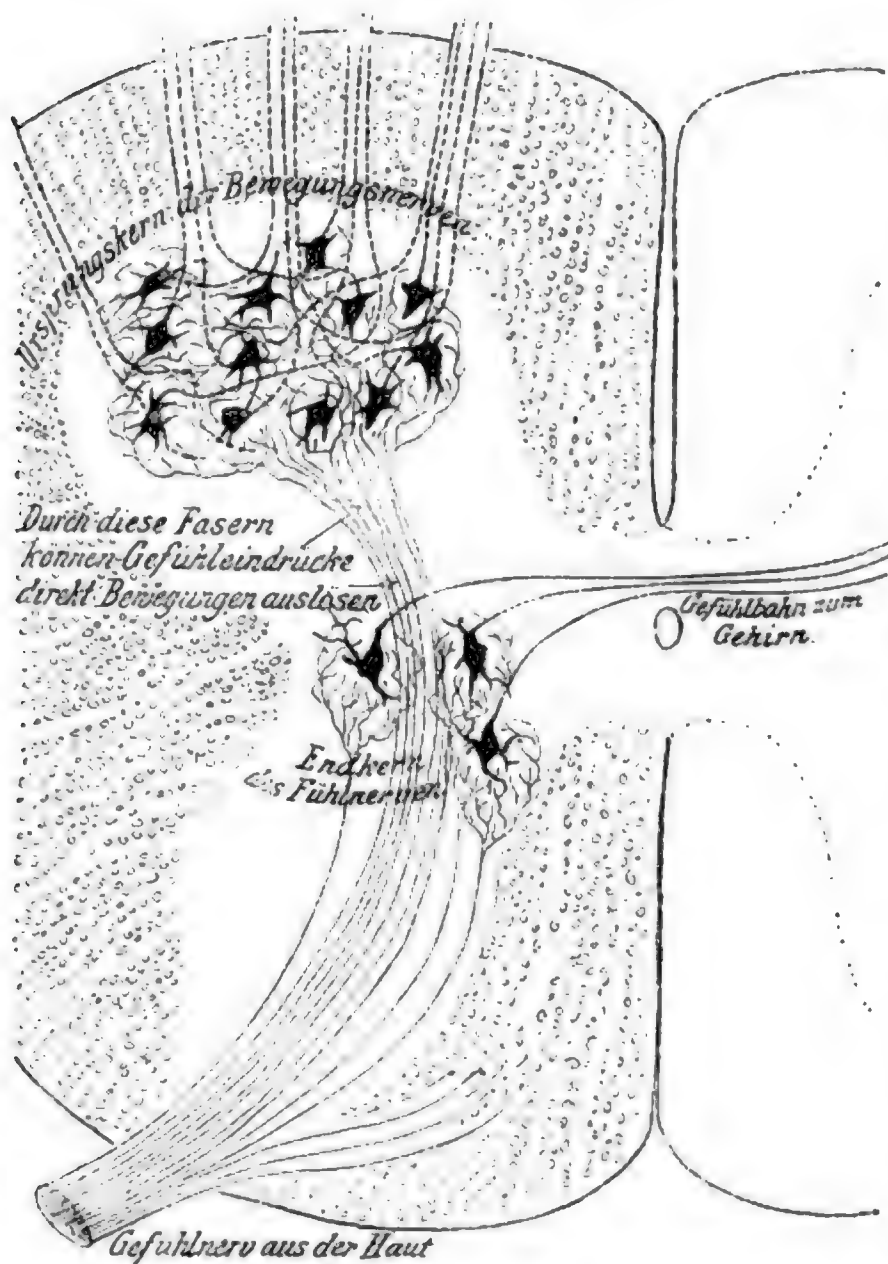 Ursprungskern der Bewegungsnerven
Durch diese Fasern
können Gefühleindrücke
direkt Bewegungen auslösen
Gefühlbahn zum
Gehirn.
Endkern
des Fühlnerven
Gefühlnerv aus der Haut